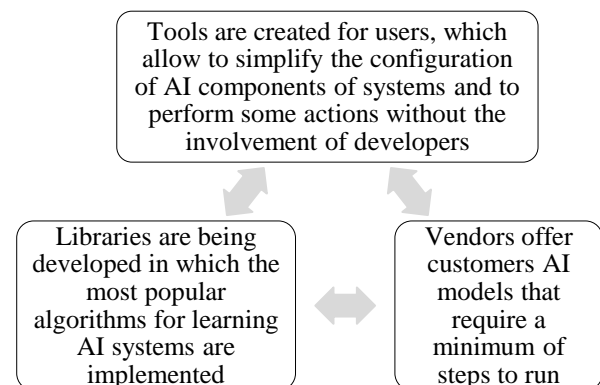 Tools are created for users, which
allow to simplify the configuration
of AI components of systems and to
perform some actions without the
involvement of developers
Libraries are being
developed in which the
most popular
algorithms for learning
AI systems are
implemented
Vendors offer
customers AI
models that
require a
minimum of
steps to run